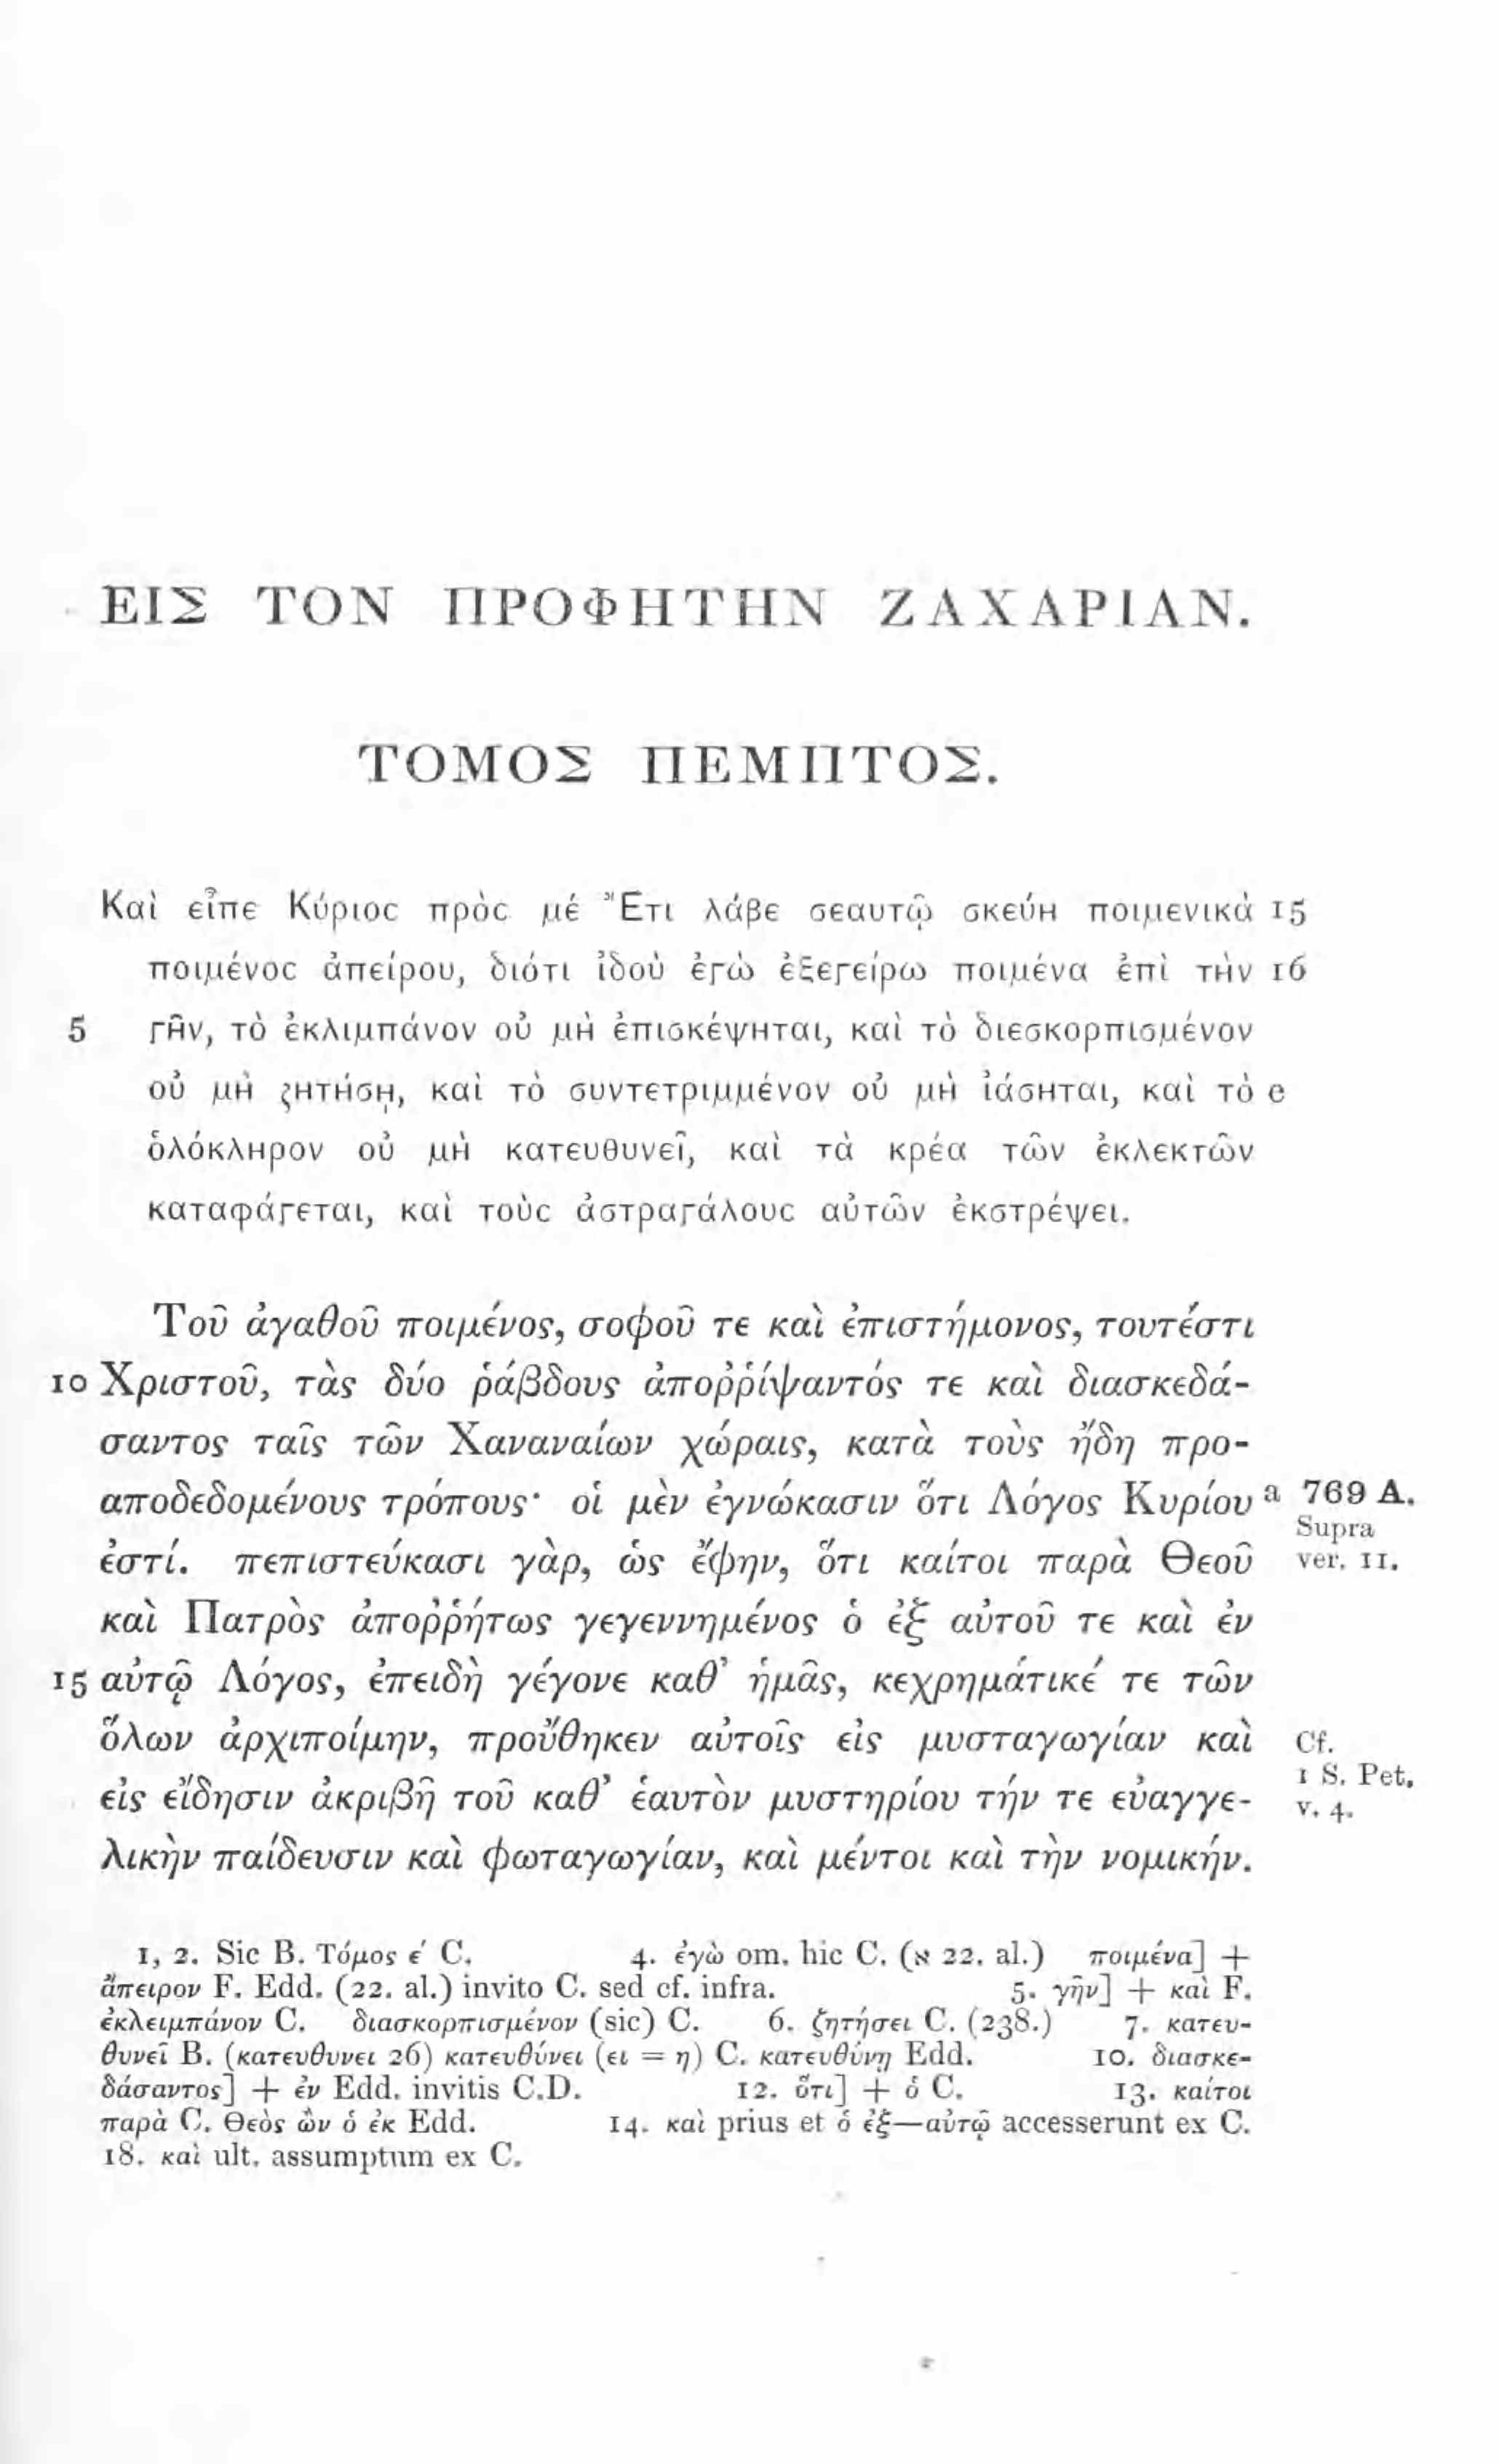 ΕΙΣ ΤΟΝ ΠΡΟΦΗΤΗΝ ΖΑΧΑΡΙΑΝ.
ΤΟΜΟΣ ΠΕΜΠΤΟΣ.
Καὶ εἶπε Κύριος πρὸς μέ Ἔτι λάβε σεαυτῷ σκεύη ποιμενικὰ 15
ποιμένος ἀπείρου, διότι ἰδοὺ ἐγὼ ἐξεγείρω ποιμένα ἐπὶ τὴν 16
5 γῆν, τὸ ἐκλιμπάνον οὐ μὴ ἐπισκέψηται, καὶ τὸ διεσκορπισμένον
οὐ μὴ ζητήσῃ, καὶ τὸ συντετριμμένον οὐ μὴ ἰάσηται, καὶ τὸ e
ὁλόκληρον οὐ μὴ κατευθυνεῖ, καὶ τὰ κρέα τῶν ἐκλεκτῶν
καταφάγεται, καὶ τοὺς ἀστραγάλους αὐτῶν ἐκστρέψει.
Τοῦ ἀγαθοῦ ποιμένος, σοφοῦ τε καὶ ἐπιστήμονος, τουτέστι
10 Χριστοῦ, τὰς δύο ῥάβδους ἀποῤῥίψαντός τε καὶ διασκεδά-
σαντος ταῖς τῶν Χαναναίων χώραις, κατὰ τοὺς ἤδη προ-
αποδεδομένους τρόπους· οἱ μὲν ἐγνώκασιν ὅτι Λόγος Κυρίου a 769 A.
Supra
ἐστί. πεπιστεύκασι γὰρ, ὡς ἔφην, ὅτι καίτοι παρὰ Θεοῦ ver. 11.
καὶ Πατρὸς ἀποῤῥήτως γεγεννημένος ὁ ἐξ αὐτοῦ τε καὶ ἐν
15 αὐτῷ Λόγος, ἐπειδὴ γέγονε καθ’ ἡμᾶς, κεχρημάτικέ τε τῶν
ὅλων ἀρχιποίμην, προὔθηκεν αὐτοῖς εἰς μυσταγωγίαν καὶ Cf.
1 S. Pet.
εἰς εἴδησιν ἀκριβῆ τοῦ καθ’ ἑαυτὸν μυστηρίου τήν τε εὐαγγε- v. 4.
λικὴν παίδευσιν καὶ φωταγωγίαν, καὶ μέντοι καὶ τὴν νομικήν.
1, 2. Sic B. Τόμος ε΄ C. 4. ἐγὼ om. hic C. (א 22. al.) ποιμένα] +
ἄπειρον F. Edd. (22. al.) invito C. sed cf. infra. 5. γῆν] + καὶ F.
ἐκλειμπάνον C. διασκορπισμένον (sic) C. 6. ζητήσει C. (238.) 7. κατευ-
θυνεῖ B. (κατευθυνει 26) κατευθύνει (ει = η) C. κατευθύνῃ Edd. 10. διασκε-
δάσαντος] + ἐν Edd. invitis C.D. 12. ὅτι] + ὁ C. 13. καίτοι
παρὰ C. Θεὸς ὢν ὁ ἐκ Edd. 14. καὶ prius et ὁ ἐξ—αὐτῷ accesserunt ex C.
18. καὶ ult. assumptum ex C.